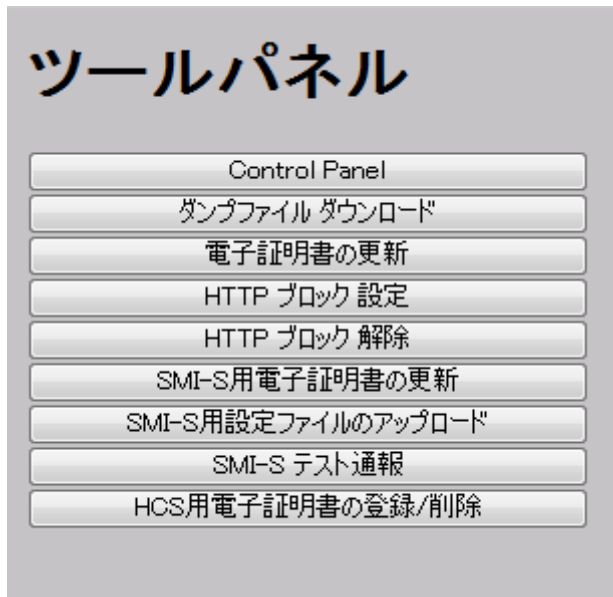 ツールパネル
Control Panel
ダンプファイル ダウンロード
電子証明書の更新
HTTP ブロック 設定
HTTP ブロック 解除
SMI-S用電子証明書の更新
SMI-S用設定ファイルのアップロード
SMI-S テスト通報
HCS用電子証明書の登録/削除